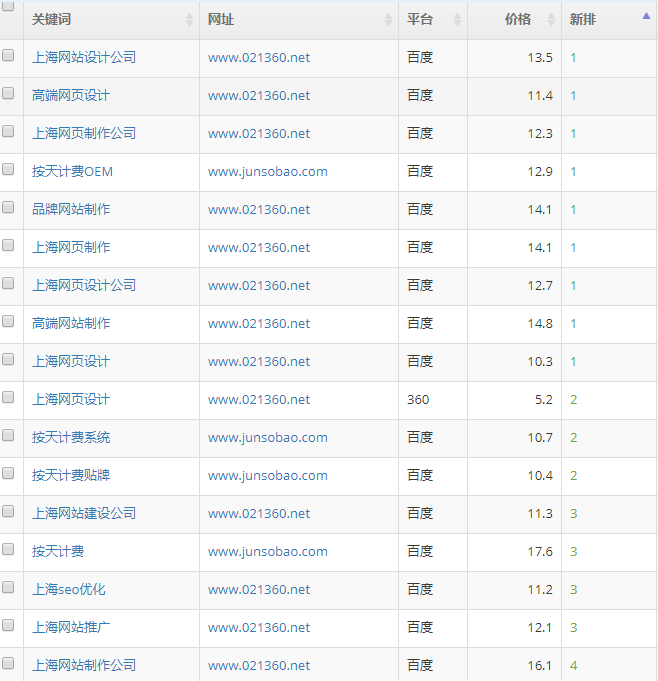 关键词 网址 平台 价格 新排
上海网站设计公司 www.021360.net 百度 13.5 1
高端网页设计 www.021360.net 百度 11.4 1
上海网页制作公司 www.021360.net 百度 12.3 1
按天计费OEM www.junsobao.com 百度 12.9 1
品牌网站制作 www.021360.net 百度 14.1 1
上海网页制作 www.021360.net 百度 14.1 1
上海网页设计公司 www.021360.net 百度 12.7 1
高端网站制作 www.021360.net 百度 14.8 1
上海网页设计 www.021360.net 百度 10.3 1
上海网页设计 www.021360.net 360 5.2 2
按天计费系统 www.junsobao.com 百度 10.7 2
按天计费贴牌 www.junsobao.com 百度 10.4 2
上海网站建设公司 www.021360.net 百度 11.3 3
按天计费 www.junsobao.com 百度 17.6 3
上海seo优化 www.021360.net 百度 11.2 3
上海网站推广 www.021360.net 百度 12.1 3
上海网站制作公司 www.021360.net 百度 16.1 4